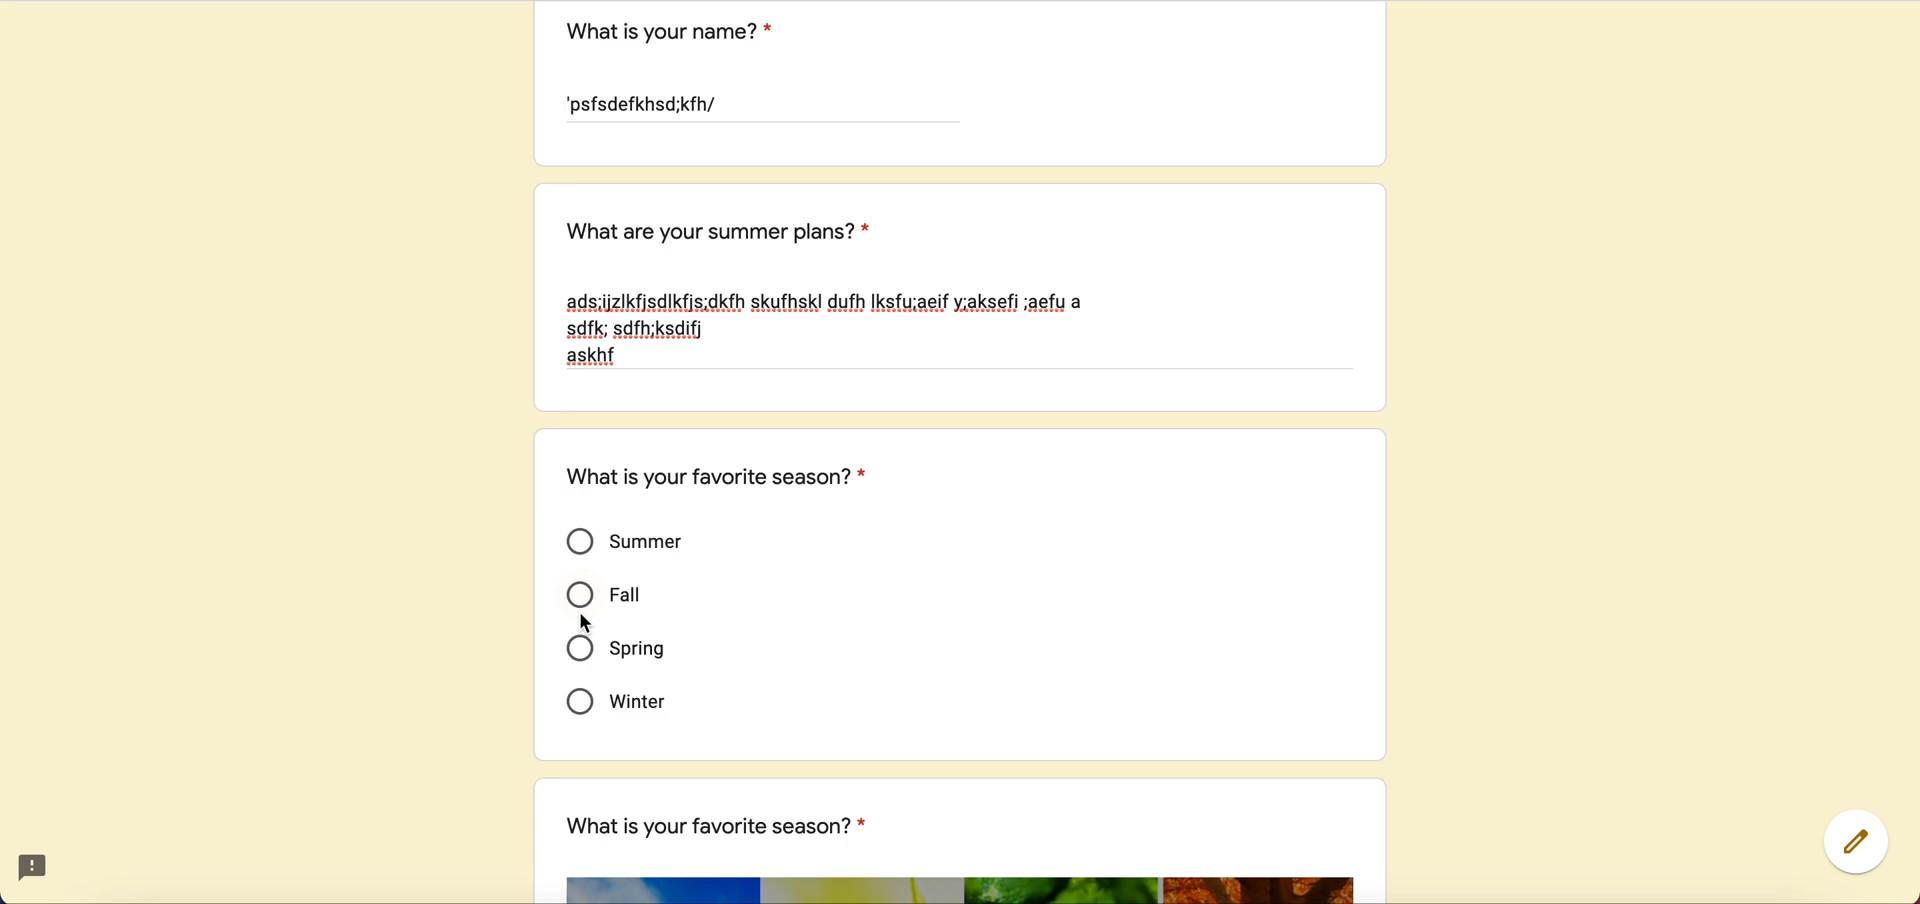 What is your name? *
'psfsdefkhsd;kfh/
What are your summer plans? *
ads;ijzlkfjsdlkfjs;dkfh skufhskl dufh lksfu;aeif y;aksefi ;aefu a
sdfk; sdfh;ksdifj
askhf
What is your favorite season? *
Summer
Fall
Spring
Winter
What is your favorite season? *